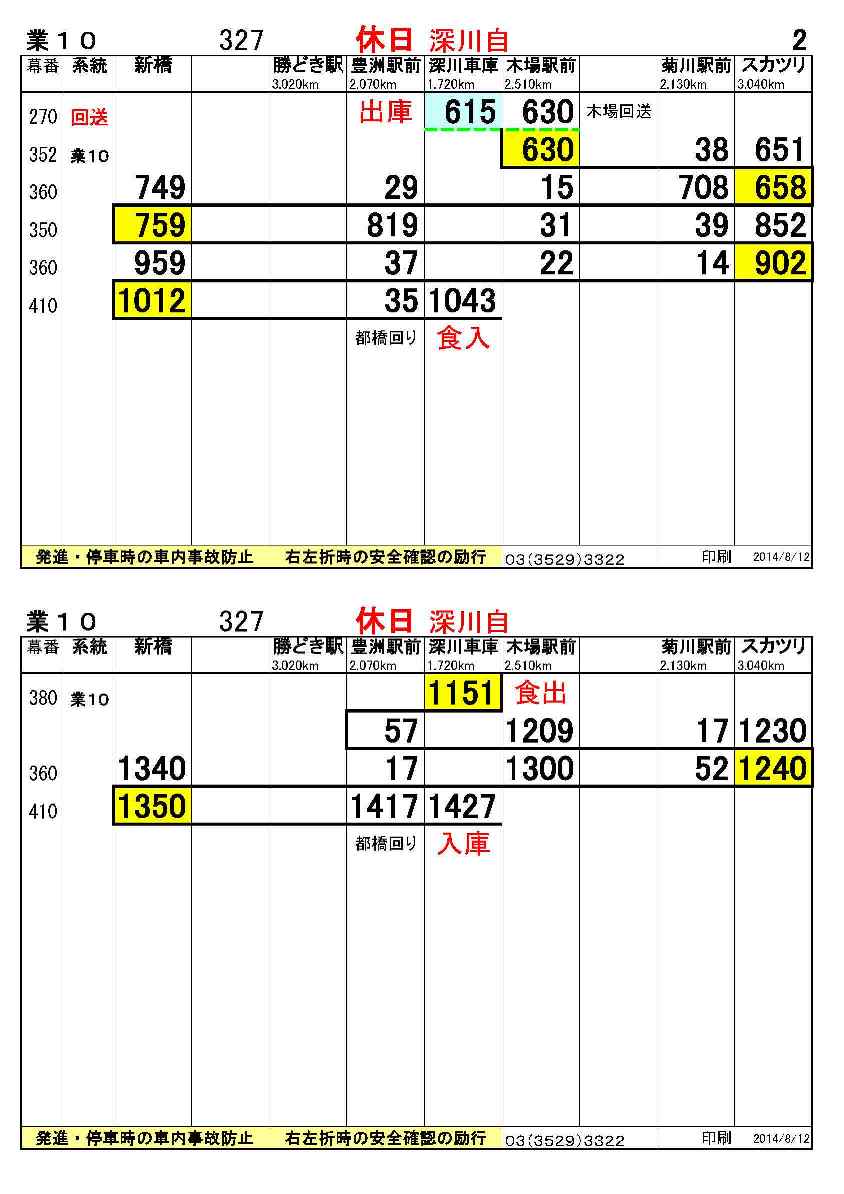 業１０ 327 休日 深川自 2
幕番 系統 新橋 勝どき駅 豊洲駅前 深川車庫 木場駅前 菊川駅前 スカツリ
3.020km 2.070km 1.720km 2.510km 2.130km 3.040km
270 回送 出庫 615 630 木場回送
352 業10 630 38 651
360 749 29 15 708 658
350 759 819 31 39 852
360 959 37 22 14 902
410 1012 35 1043
都橋回り 食入
発進・停車時の車内事故防止 右左折時の安全確認の励行 03(3529)3322 印刷 2014/8/12
業１０ 327 休日 深川自
幕番 系統 新橋 勝どき駅 豊洲駅前 深川車庫 木場駅前 菊川駅前 スカツリ
3.020km 2.070km 1.720km 2.510km 2.130km 3.040km
380 業10 1151 食出
57 1209 17 1230
360 1340 17 1300 52 1240
410 1350 1417 1427
都橋回り 入庫
発進・停車時の車内事故防止 右左折時の安全確認の励行 03(3529)3322 印刷 2014/8/12